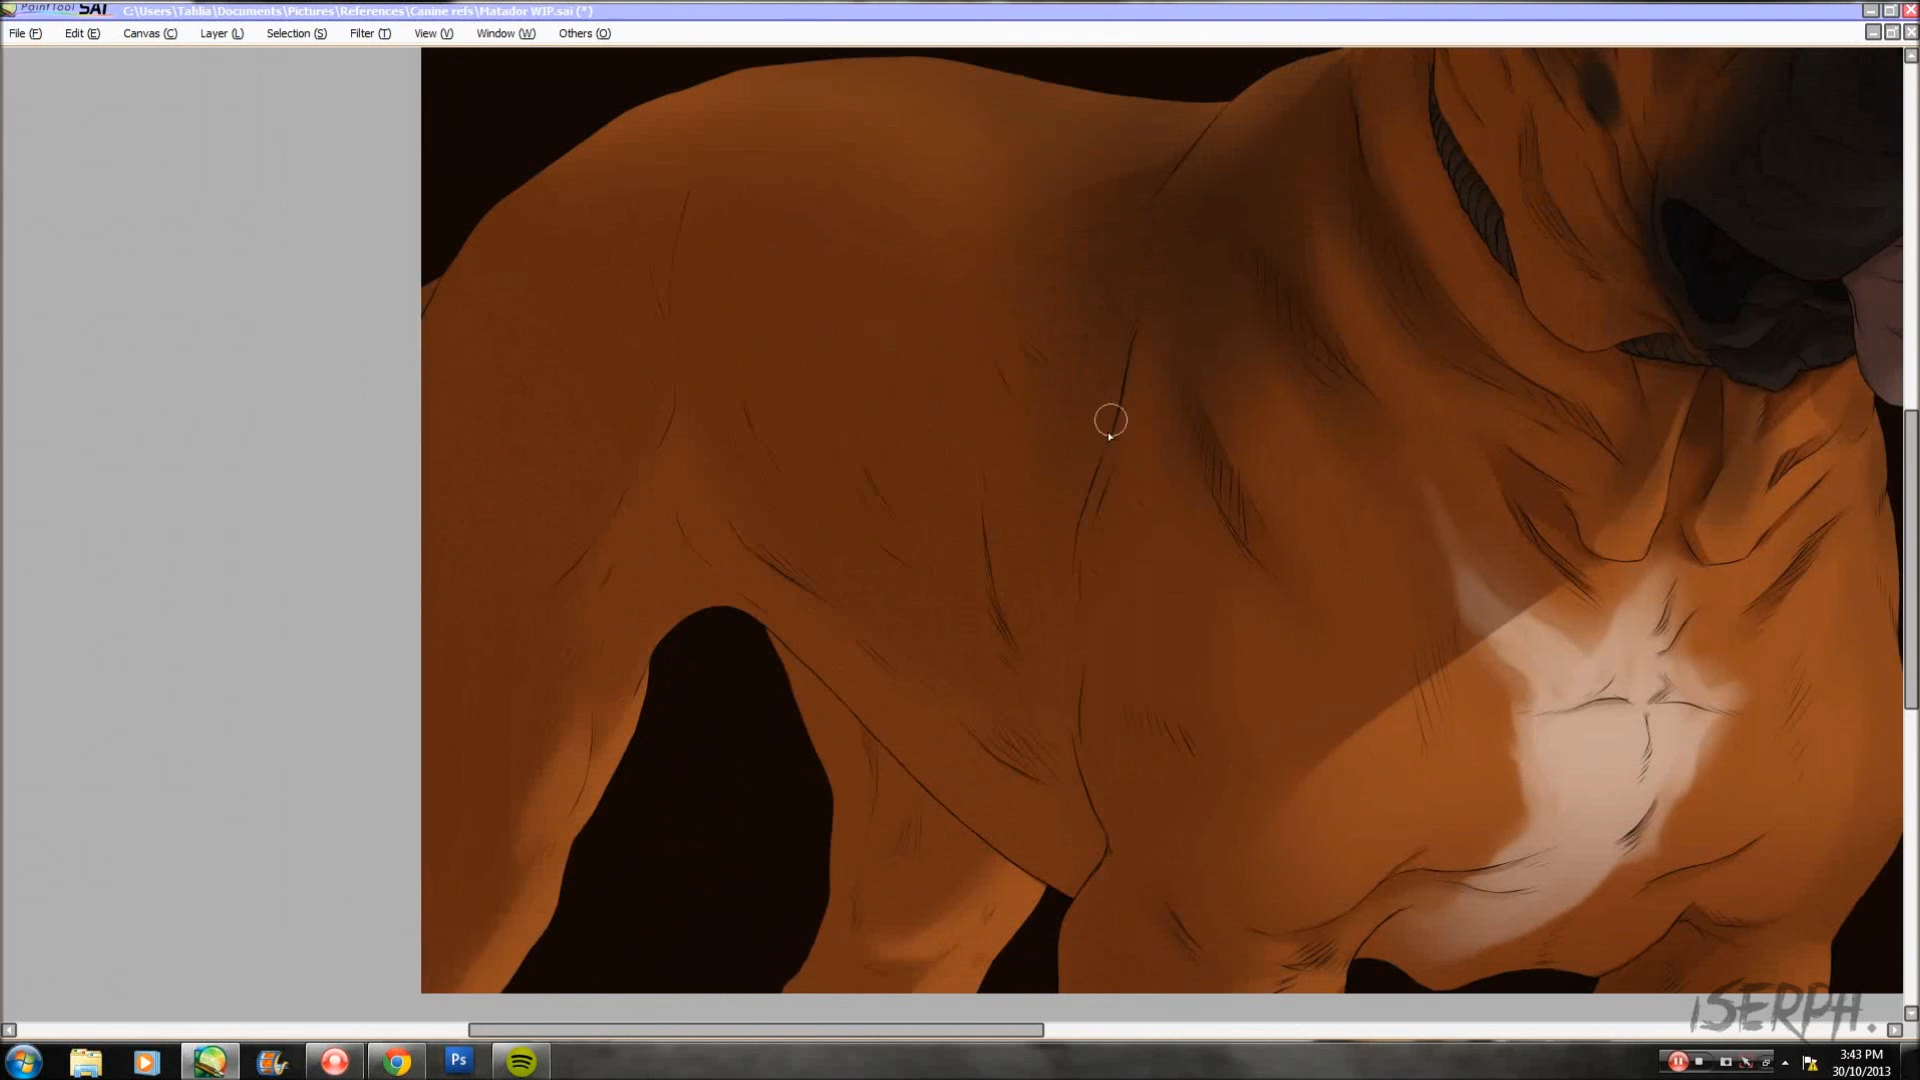 PaintTool SAI C:\Users\Tahlia\Documents\Pictures\References\Canine refs\Matador WIP.sai (*)
File (F) Edit (E) Canvas (C) Layer (L) Selection (S) Filter (T) View (V) Window (W) Others (O)
iSERPH.
Ps
3:43 PM
30/10/2013